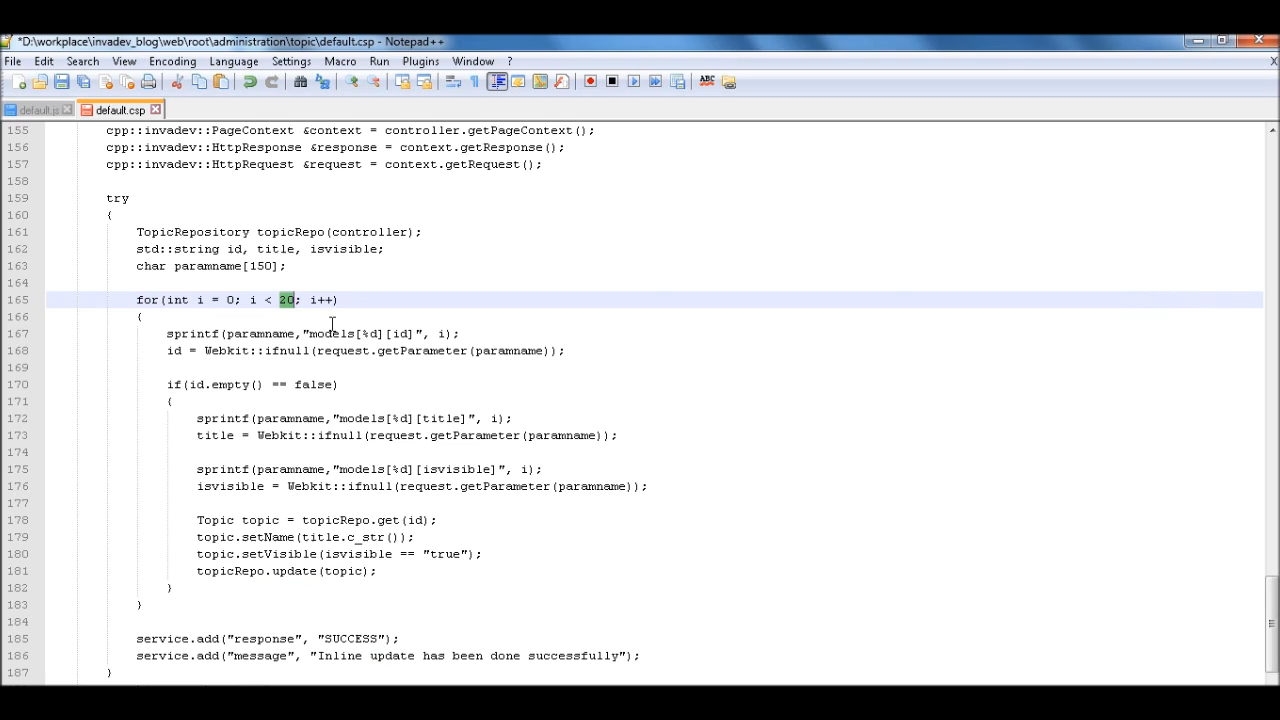 *D:\workplace\invadev_blog\web\root\administration\topic\default.csp - Notepad++
File Edit Search View Encoding Language Settings Macro Run Plugins Window ? X
default.js default.csp
155 cpp::invadev::PageContext &context = controller.getPageContext();
156 cpp::invadev::HttpResponse &response = context.getResponse();
157 cpp::invadev::HttpRequest &request = context.getRequest();
158
159 try
160 {
161 TopicRepository topicRepo(controller);
162 std::string id, title, isvisible;
163 char paramname[150];
164
165 for(int i = 0; i < 20; i++)
166 {
167 sprintf(paramname,"models[%d][id]", i);
168 id = Webkit::ifnull(request.getParameter(paramname));
169
170 if(id.empty() == false)
171 {
172 sprintf(paramname,"models[%d][title]", i);
173 title = Webkit::ifnull(request.getParameter(paramname));
174
175 sprintf(paramname,"models[%d][isvisible]", i);
176 isvisible = Webkit::ifnull(request.getParameter(paramname));
177
178 Topic topic = topicRepo.get(id);
179 topic.setName(title.c_str());
180 topic.setVisible(isvisible == "true");
181 topicRepo.update(topic);
182 }
183 }
184
185 service.add("response", "SUCCESS");
186 service.add("message", "Inline update has been done successfully");
187 }